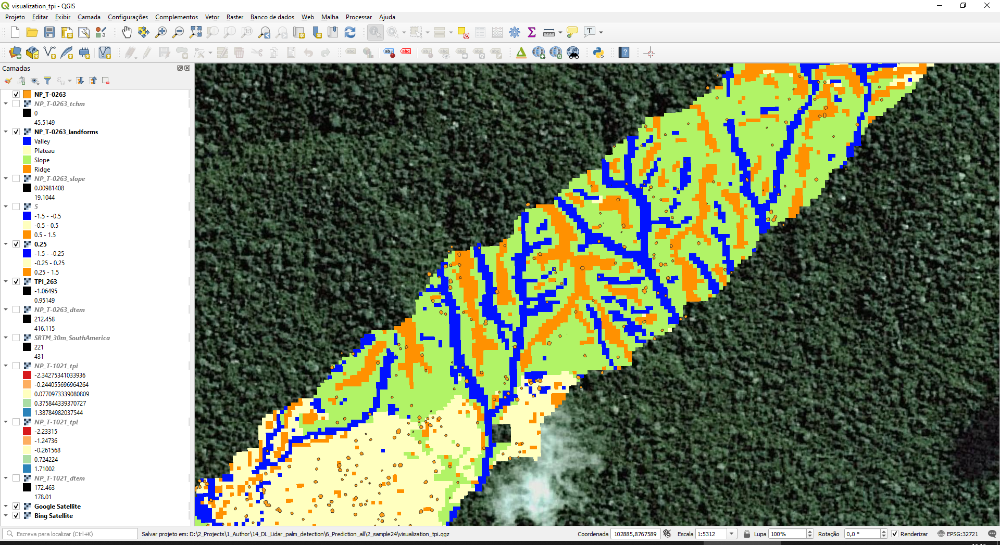 visualization_tpi - QGIS
Projeto Editar Exibir Camada Configurações Complementos Vetor Raster Banco de dados Web Malha Processar Ajuda
Camadas
NP_T-0263
NP_T-0263_tchm
0
45.5149
NP_T-0263_landforms
Valley
Plateau
Slope
Ridge
NP_T-0263_slope
0.00981408
19.1044
5
-1.5 - -0.5
-0.5 - 0.5
0.5 - 1.5
0.25
-1.5 - -0.25
-0.25 - 0.25
0.25 - 1.5
TPI_263
-1.06495
0.95149
NP_T-0263_dtem
212.458
416.115
SRTM_30m_SouthAmerica
221
431
NP_T-1021_tpi
-2.34275341033936
-0.244055696964264
0.0770973339080809
0.375844339370727
1.38784982037544
NP_T-1021_tpi
-2.23315
-1.24736
-0.261568
0.724224
1.71002
NP_T-1021_dtem
172.463
178.01
Google Satellite
Bing Satellite
Escreva para localizar (Ctrl+K) Salvar projeto em: D:\2_Projects\1_Author\14_DL_Lidar_palm_detection\6_Prediction_all\2_sample24\visualization_tpi.qgz Coordenada 102885,8767589 Escala 1:5312 Lupa 100% Rotação 0,0 ° Renderizar EPSG:32721